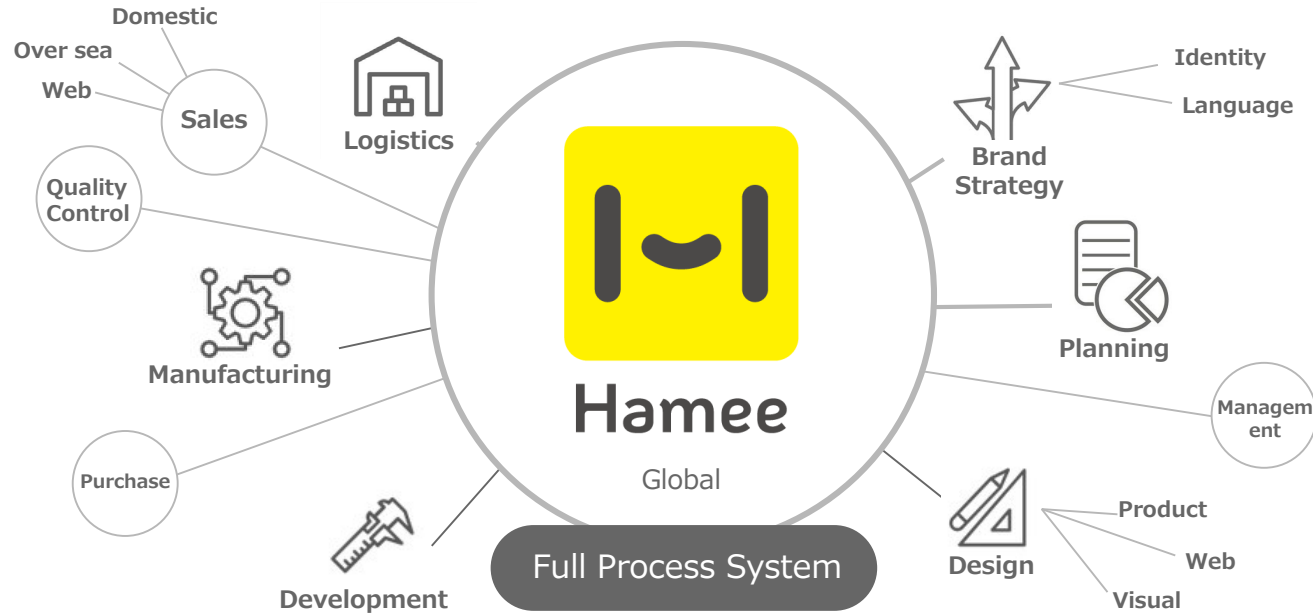 Domestic
Over sea
Web
Sales
Logistics
Quality
Control
Manufacturing
Purchase
Development
Hamee
Global
Full Process System
Brand
Strategy
Identity
Language
Planning
Managem
ent
Design
Product
Web
Visual